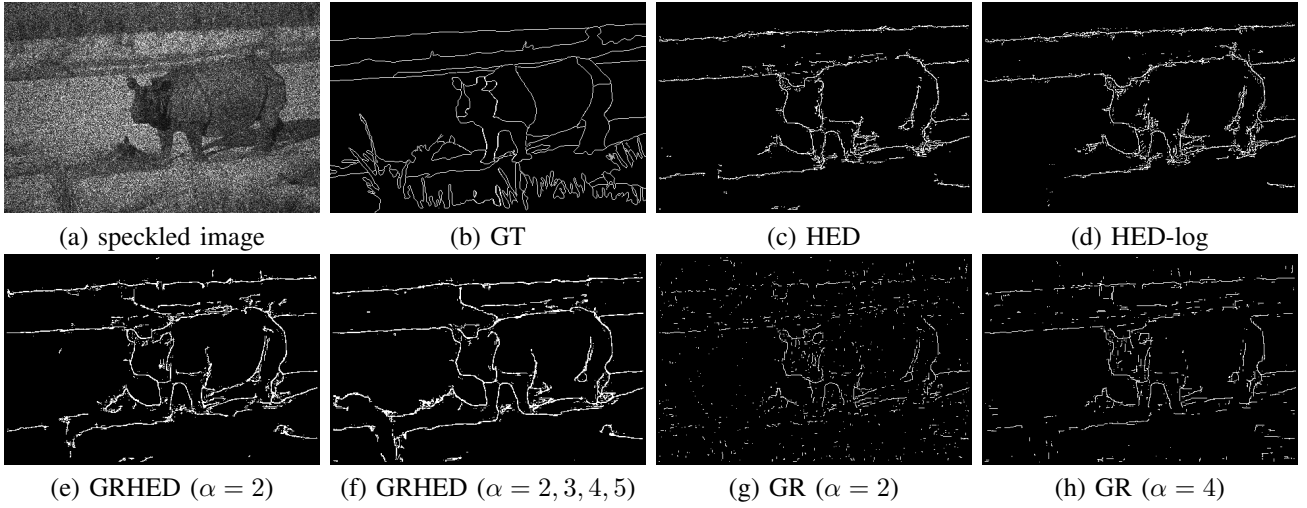 (a) speckled image
(b) GT
(c) HED
(d) HED-log
(e) GRHED (α = 2)
(f) GRHED (α = 2, 3, 4, 5)
(g) GR (α = 2)
(h) GR (α = 4)